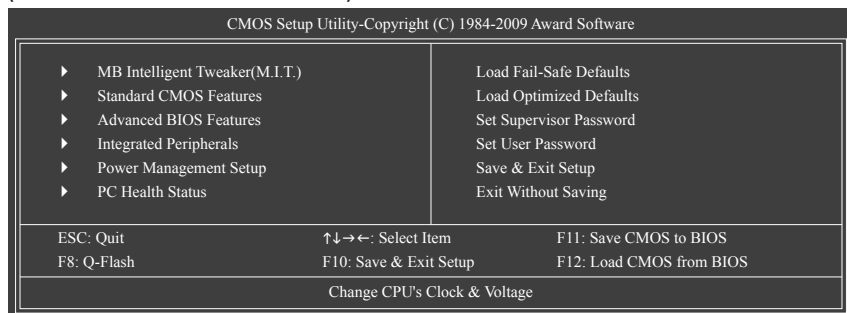 CMOS Setup Utility-Copyright (C) 1984-2009 Award Software
MB Intelligent Tweaker(M.I.T.)
Standard CMOS Features
Advanced BIOS Features
Integrated Peripherals
Power Management Setup
PC Health Status
Load Fail-Safe Defaults
Load Optimized Defaults
Set Supervisor Password
Set User Password
Save & Exit Setup
Exit Without Saving
ESC: Quit ↑↓→←: Select Item F11: Save CMOS to BIOS
F8: Q-Flash F10: Save & Exit Setup F12: Load CMOS from BIOS
Change CPU's Clock & Voltage